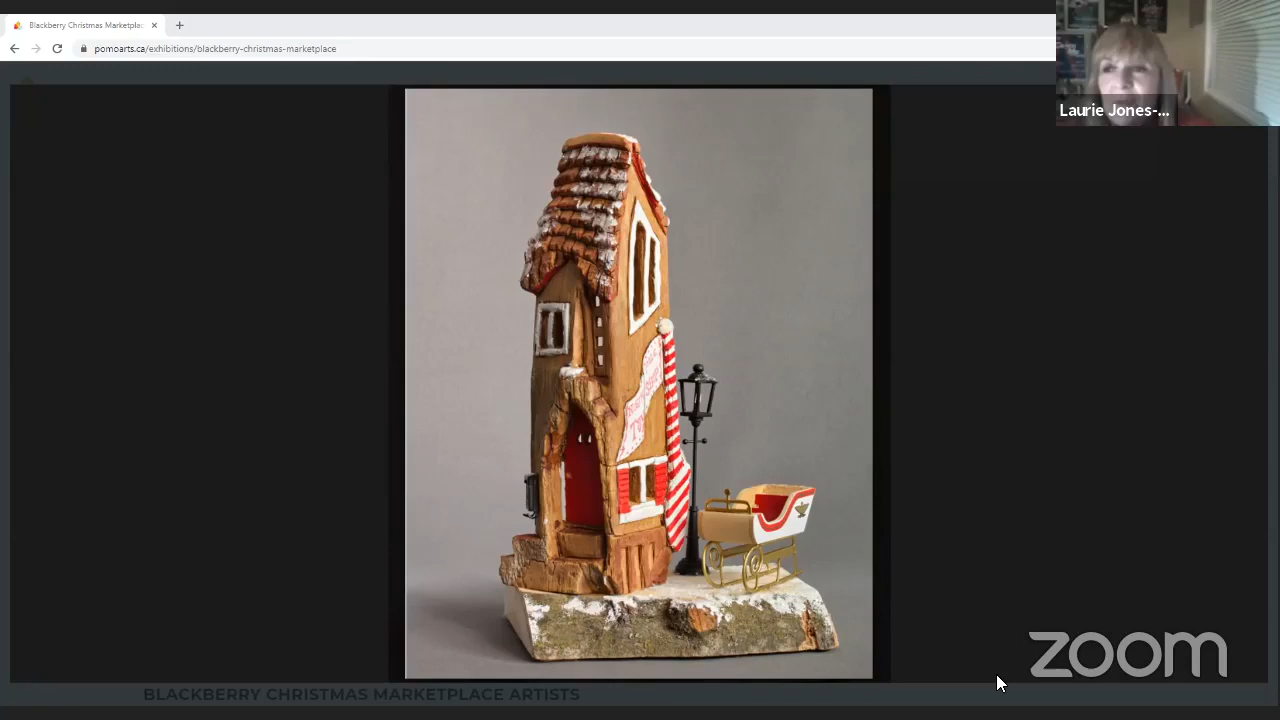 Blackberry Christmas Marketplac
pomoarts.ca/exhibitions/blackberry-christmas-marketplace
Laurie Jones-...
zoom
BLACKBERRY CHRISTMAS MARKETPLACE ARTISTS